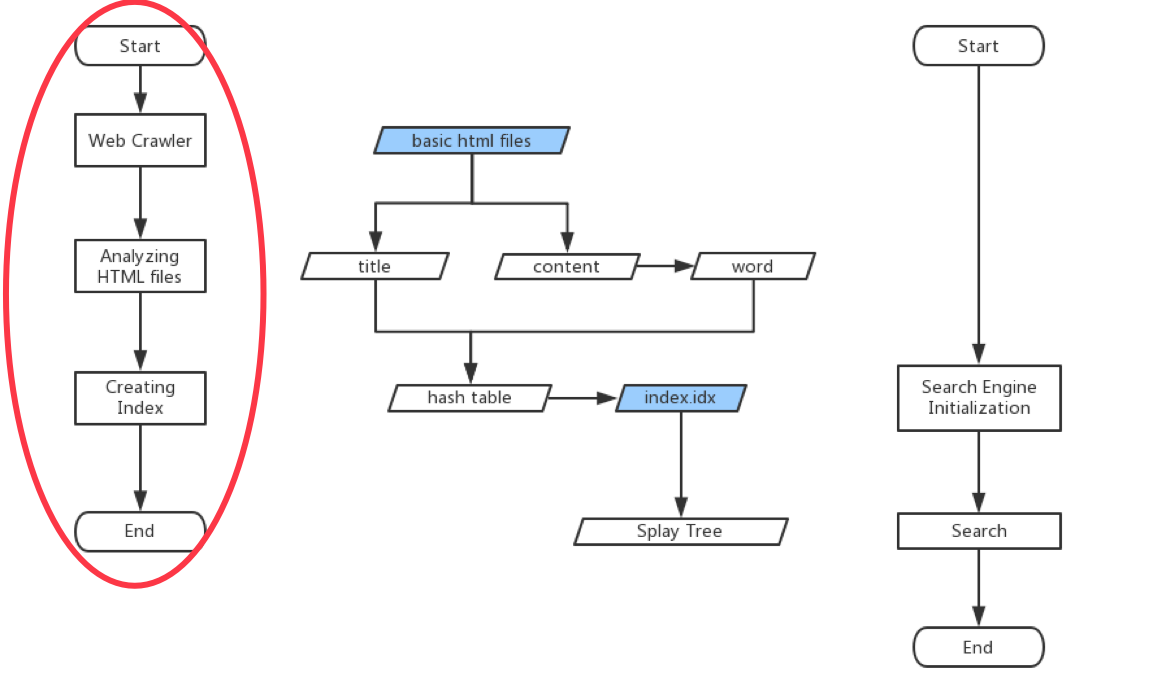 Start
Web Crawler
Analyzing
HTML files
Creating
Index
End
basic html files
title
content
word
hash table
index.idx
Splay Tree
Start
Search Engine
Initialization
Search
End